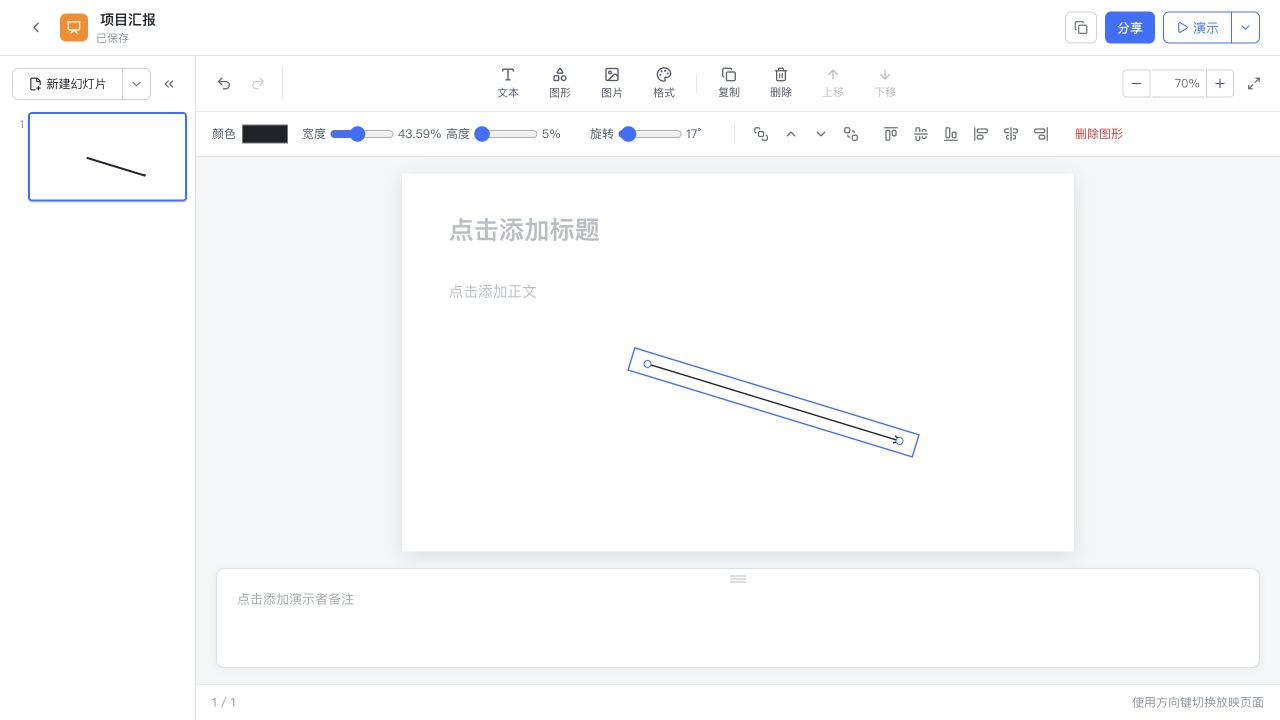 项目汇报
已保存
分享
演示
新建幻灯片
文本
图形
图片
格式
复制
删除
上移
下移
70%
颜色
宽度
43.59%
高度
5%
旋转
17°
删除图形
1
点击添加标题
点击添加正文
点击添加演示者备注
1 / 1
使用方向键切换放映页面